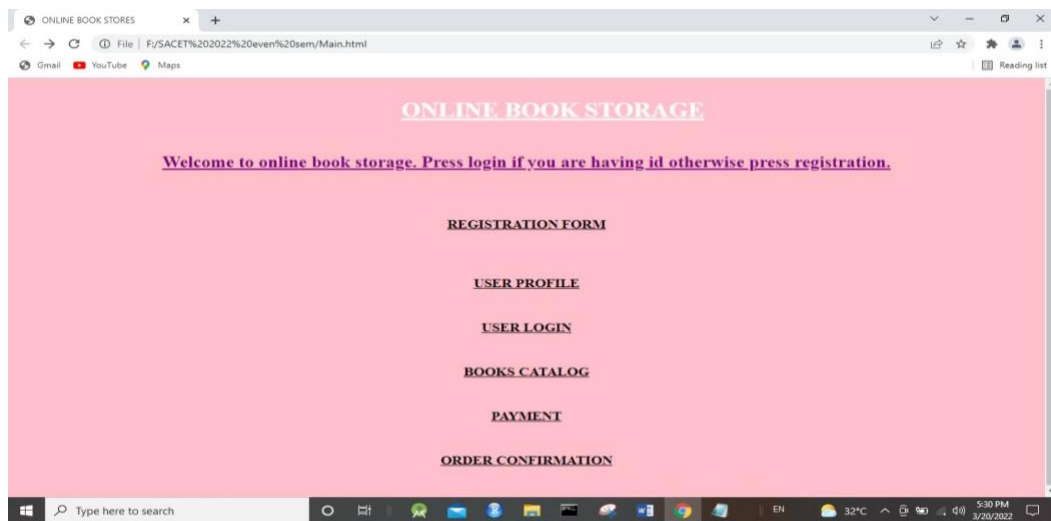 ONLINE BOOK STORES
File F:/SACET%202022%20even%20sem/Main.html
Gmail YouTube Maps Reading list
ONLINE BOOK STORAGE
Welcome to online book storage. Press login if you are having id otherwise press registration.
REGISTRATION FORM
USER PROFILE
USER LOGIN
BOOKS CATALOG
PAYMENT
ORDER CONFIRMATION
Type here to search EN 32°C 5:30 PM
3/20/2022